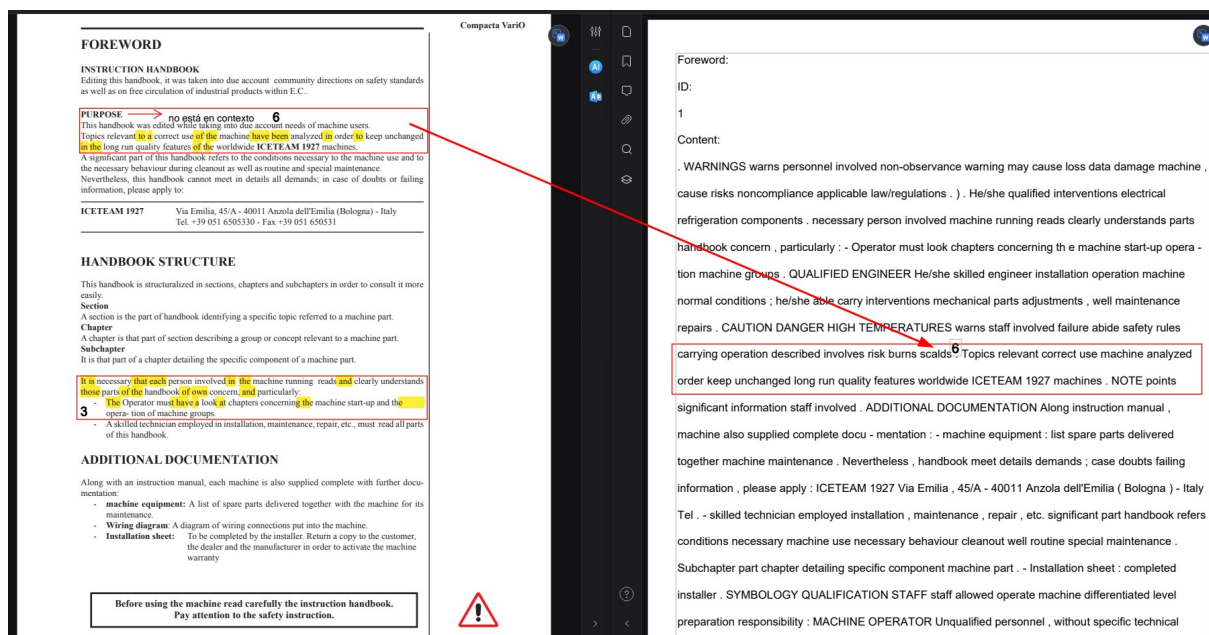 Compacta VariO
FOREWORD
INSTRUCTION HANDBOOK
Editing this handbook, it was taken into due account community directions on safety standards
as well as on free circulation of industrial products within E.C..
PURPOSE
no está en contexto 6
This handbook was edited while taking into due account needs of machine users.
Topics relevant to a correct use of the machine have been analyzed in order to keep unchanged
in the long run quality features of the worldwide ICETEAM 1927 machines.
A significant part of this handbook refers to the conditions necessary to the machine use and to
the necessary behaviour during cleanout as well as routine and special maintenance.
Nevertheless, this handbook cannot meet in details all demands; in case of doubts or failing
information, please apply to:
ICETEAM 1927 Via Emilia, 45/A - 40011 Anzola dell'Emilia (Bologna) - Italy
Tel. +39 051 6505330 - Fax +39 051 650531
HANDBOOK STRUCTURE
This handbook is structuralized in sections, chapters and subchapters in order to consult it more
easily.
Section
A section is the part of handbook identifying a specific topic referred to a machine part.
Chapter
A chapter is that part of section describing a group or concept relevant to a machine part.
Subchapter
It is that part of a chapter detailing the specific component of a machine part.
It is necessary that each person involved in the machine running reads and clearly understands
those parts of the handbook of own concern, and particularly:
- The Operator must have a look at chapters concerning the machine start-up and the
3 opera- tion of machine groups.
- A skilled technician employed in installation, maintenance, repair, etc., must read all parts
of this handbook.
ADDITIONAL DOCUMENTATION
Along with an instruction manual, each machine is also supplied complete with further docu-
mentation:
- machine equipment: A list of spare parts delivered together with the machine for its
maintenance.
- Wiring diagram: A diagram of wiring connections put into the machine.
- Installation sheet: To be completed by the installer. Return a copy to the customer,
the dealer and the manufacturer in order to activate the machine
warranty
Before using the machine read carefully the instruction handbook.
Pay attention to the safety instruction.
Foreword:
ID:
1
Content:
. WARNINGS warns personnel involved non-observance warning may cause loss data damage machine ,
cause risks noncompliance applicable law/regulations . ) . He/she qualified interventions electrical
refrigeration components . necessary person involved machine running reads clearly understands parts
handbook concern , particularly : - Operator must look chapters concerning th e machine start-up opera -
tion machine groups . QUALIFIED ENGINEER He/she skilled engineer installation operation machine
normal conditions ; he/she able carry interventions mechanical parts adjustments , well maintenance
repairs . CAUTION DANGER HIGH TEMPERATURES warns staff involved failure abide safety rules
carrying operation described involves risk burns scalds . 6 Topics relevant correct use machine analyzed
order keep unchanged long run quality features worldwide ICETEAM 1927 machines . NOTE points
significant information staff involved . ADDITIONAL DOCUMENTATION Along instruction manual ,
machine also supplied complete docu - mentation : - machine equipment : list spare parts delivered
together machine maintenance . Nevertheless , handbook meet details demands ; case doubts failing
information , please apply : ICETEAM 1927 Via Emilia , 45/A - 40011 Anzola dell'Emilia ( Bologna ) - Italy
Tel . - skilled technician employed installation , maintenance , repair , etc. significant part handbook refers
conditions necessary machine use necessary behaviour cleanout well routine special maintenance .
Subchapter part chapter detailing specific component machine part . - Installation sheet : completed
installer . SYMBOLOGY QUALIFICATION STAFF staff allowed operate machine differentiated level
preparation responsibility : MACHINE OPERATOR Unqualified personnel , without specific technical